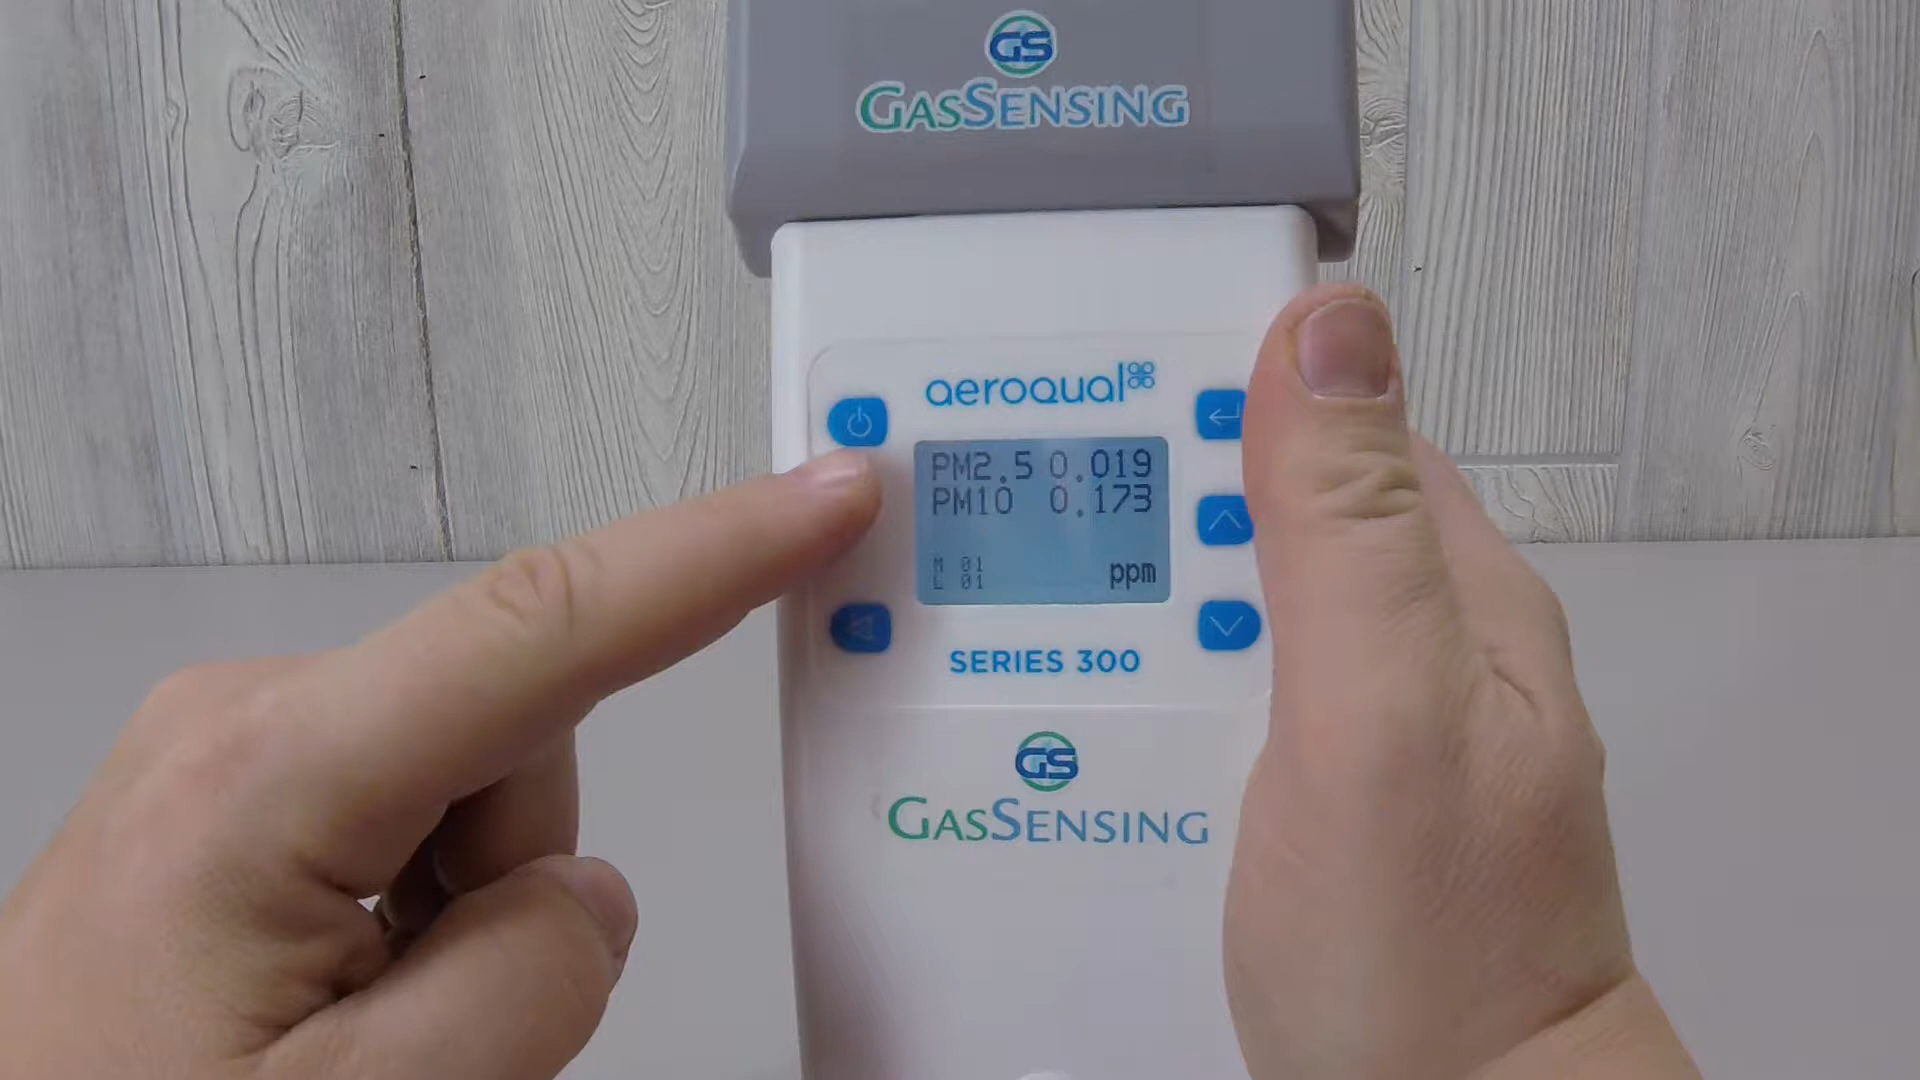 GS
GASSENSING
aeroqual
PM2.5 0.019
PM10 0.173
M 01
L 01
ppm
SERIES 300
GS
GASSENSING